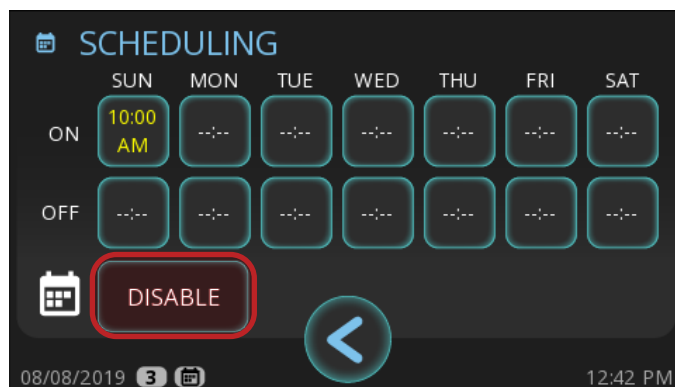 SCHEDULING
SUN MON TUE WED THU FRI SAT
ON 10:00 AM --:-- --:-- --:-- --:-- --:-- --:--
OFF --:-- --:-- --:-- --:-- --:-- --:-- --:--
DISABLE
08/08/2019 3 12:42 PM